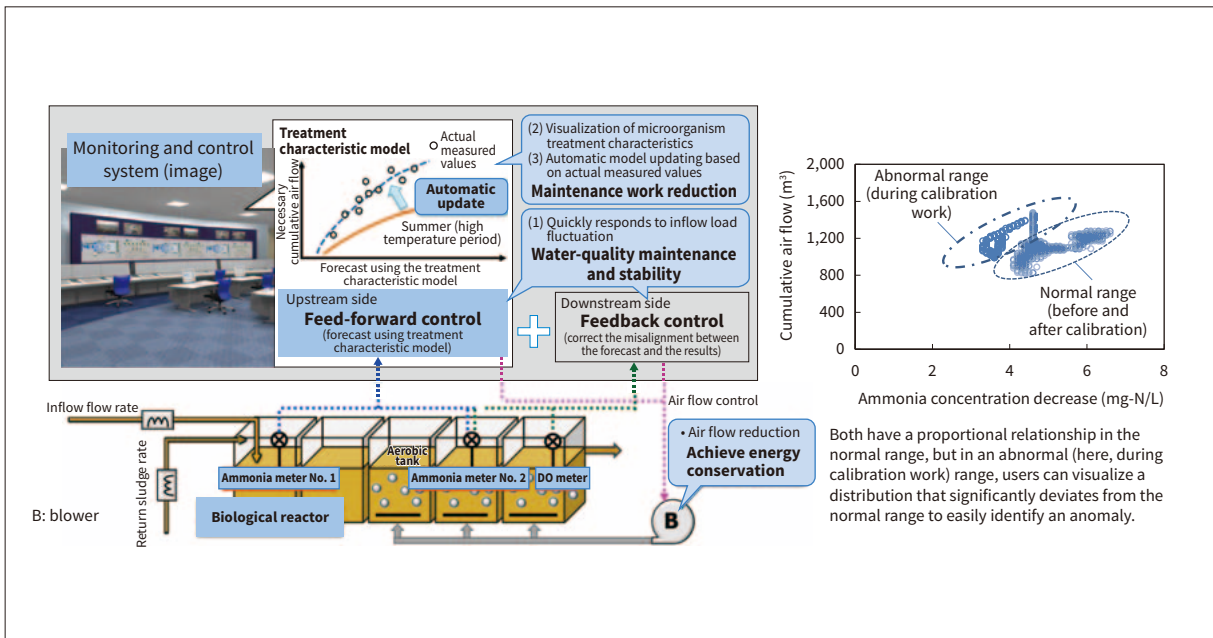 Monitoring and control
system (image)
Treatment
characteristic model
Actual
measured
values
Necessary
cumulative air flow
Automatic
update
Summer (high
temperature period)
Forecast using the treatment
characteristic model
(2) Visualization of microorganism
treatment characteristics
(3) Automatic model updating based
on actual measured values
Maintenance work reduction
(1) Quickly responds to inflow load
fluctuation
Water-quality maintenance
and stability
Upstream side
Feed-forward control
(forecast using treatment
characteristic model)
Downstream side
Feedback control
(correct the misalignment between
the forecast and the results)
Inflow flow rate
Return sludge rate
Air flow control
Aerobic
tank
Ammonia meter No. 1
Ammonia meter No. 2
DO meter
Biological reactor
• Air flow reduction
Achieve energy
conservation
B
B: blower
Cumulative air flow (m³)
2,000
1,600
1,200
800
400
0
Abnormal range
(during calibration
work)
Normal range
(before and
after calibration)
0
2
4
6
8
Ammonia concentration decrease (mg-N/L)
Both have a proportional relationship in the
normal range, but in an abnormal (here, during
calibration work) range, users can visualize a
distribution that significantly deviates from the
normal range to easily identify an anomaly.